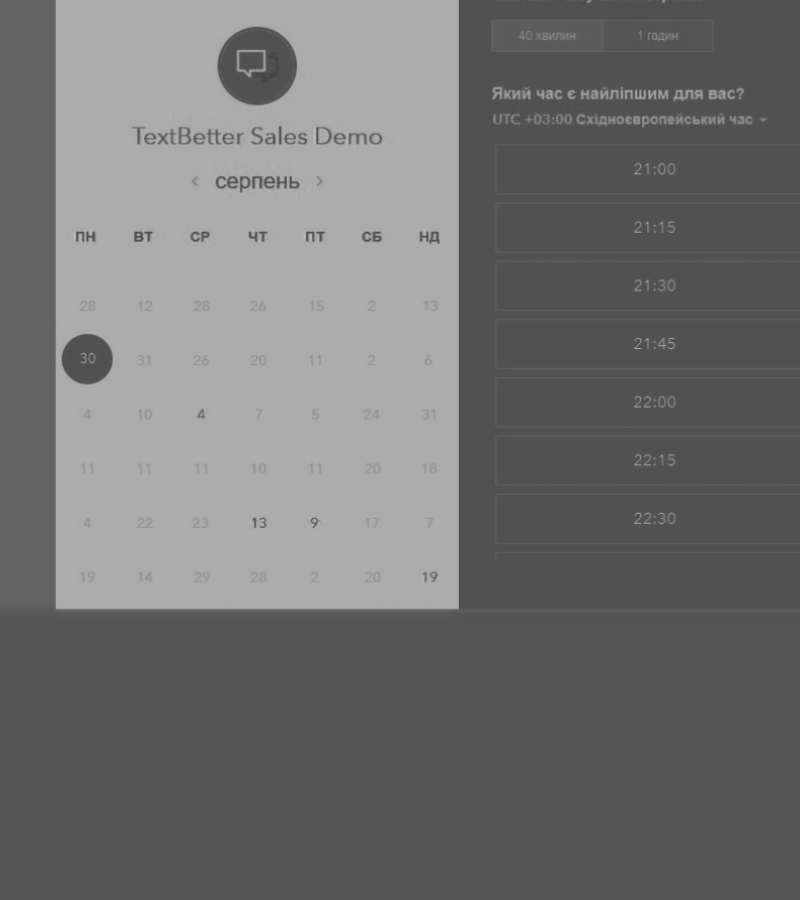 TextBetter Sales Demo
серпень
ПН ВТ СР ЧТ ПТ СБ НД
28 12 28 26 15 2 13
30 31 26 20 11 2 6
4 10 4 7 5 24 31
11 11 11 10 11 20 18
4 22 23 13 9 17 7
19 14 29 28 2 20 19
40 хвилин 1 годин
Який час є найліпшим для вас?
UTC +03:00 Східноєвропейський час
21:00
21:15
21:30
21:45
22:00
22:15
22:30